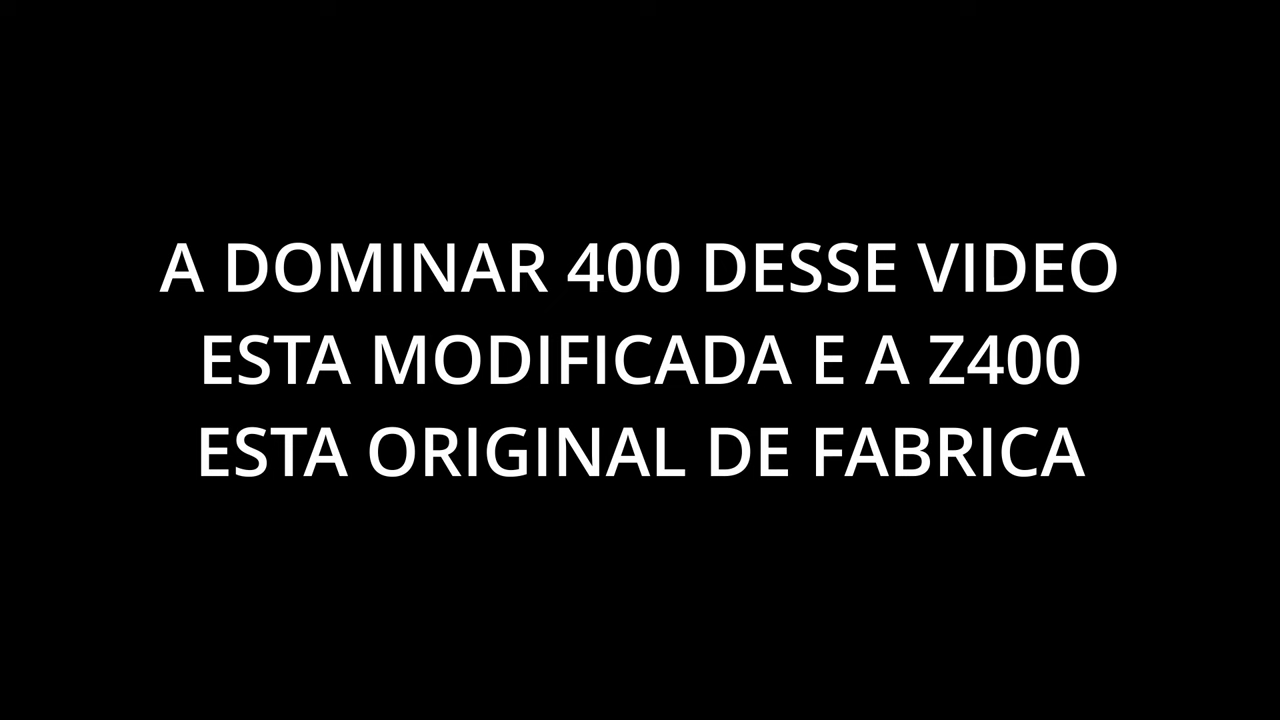 A DOMINAR 400 DESSE VIDEO
ESTA MODIFICADA E A Z400
ESTA ORIGINAL DE FABRICA